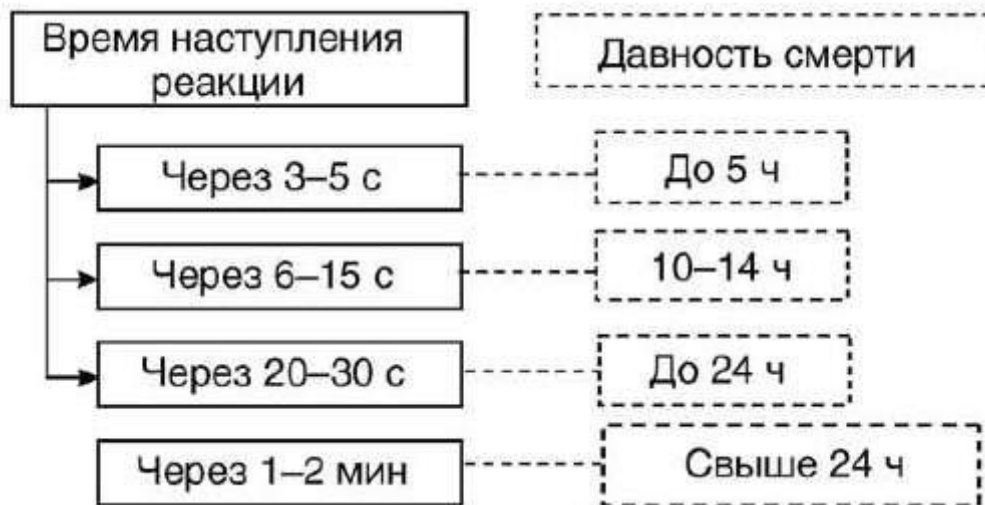 Время наступления
реакции
Давность смерти
Через 3–5 с
До 5 ч
Через 6–15 с
10–14 ч
Через 20–30 с
До 24 ч
Через 1–2 мин
Свыше 24 ч